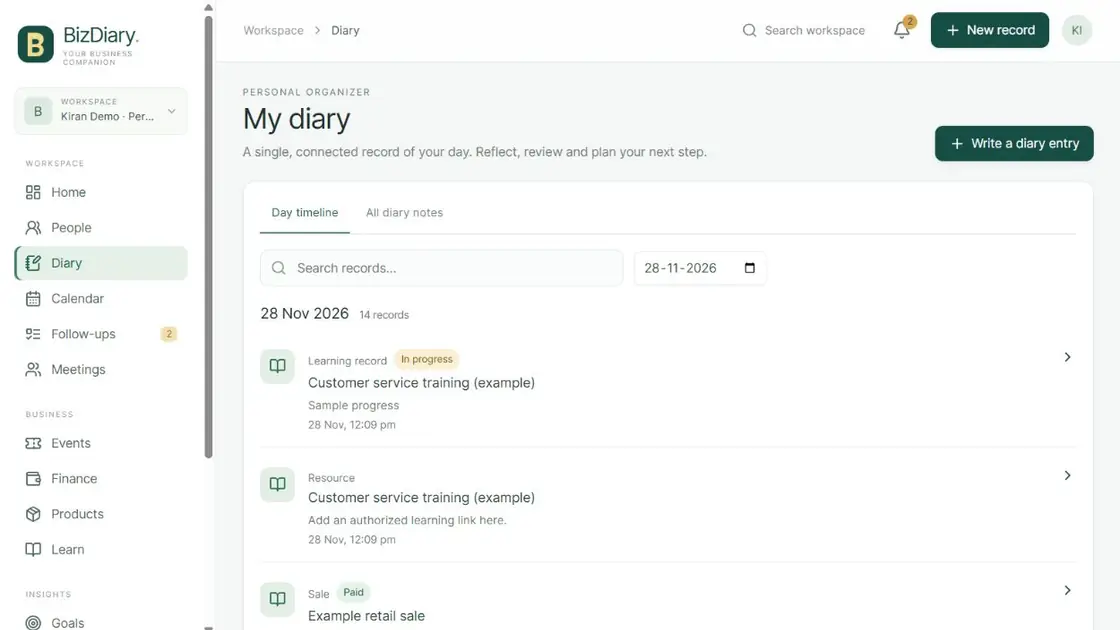 B
BizDiary.
YOUR BUSINESS
COMPANION
B
WORKSPACE
Kiran Demo · Per...
WORKSPACE
Home
People
Diary
Calendar
Follow-ups 2
Meetings
BUSINESS
Events
Finance
Products
Learn
INSIGHTS
Goals
Workspace > Diary
Search workspace
2
+ New record
KI
PERSONAL ORGANIZER
My diary
A single, connected record of your day. Reflect, review and plan your next step.
+ Write a diary entry
Day timeline All diary notes
Search records...
28-11-2026
28 Nov 2026 14 records
Learning record In progress
Customer service training (example)
Sample progress
28 Nov, 12:09 pm
Resource
Customer service training (example)
Add an authorized learning link here.
28 Nov, 12:09 pm
Sale Paid
Example retail sale